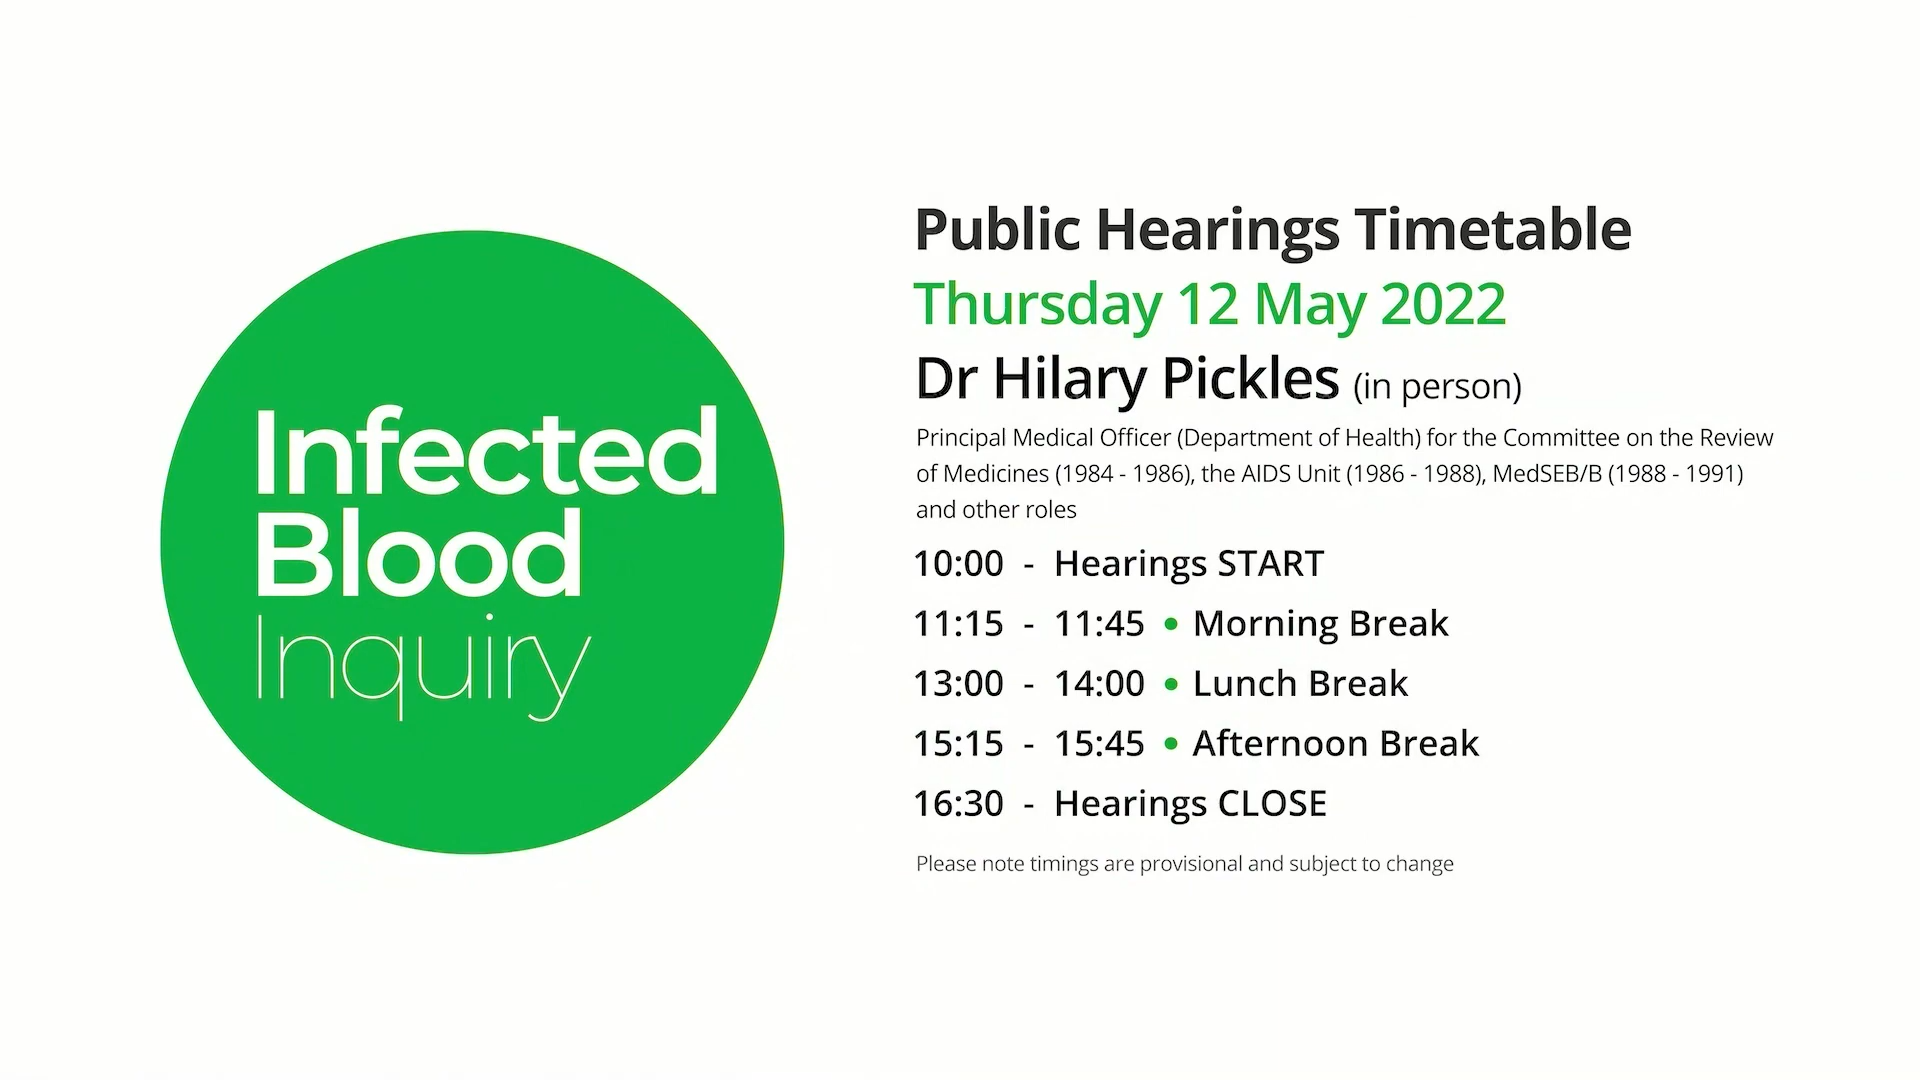 Infected
Blood
Inquiry
Public Hearings Timetable
Thursday 12 May 2022
Dr Hilary Pickles (in person)
Principal Medical Officer (Department of Health) for the Committee on the Review
of Medicines (1984 - 1986), the AIDS Unit (1986 - 1988), MedSEB/B (1988 - 1991)
and other roles
10:00 - Hearings START
11:15 - 11:45 • Morning Break
13:00 - 14:00 • Lunch Break
15:15 - 15:45 • Afternoon Break
16:30 - Hearings CLOSE
Please note timings are provisional and subject to change